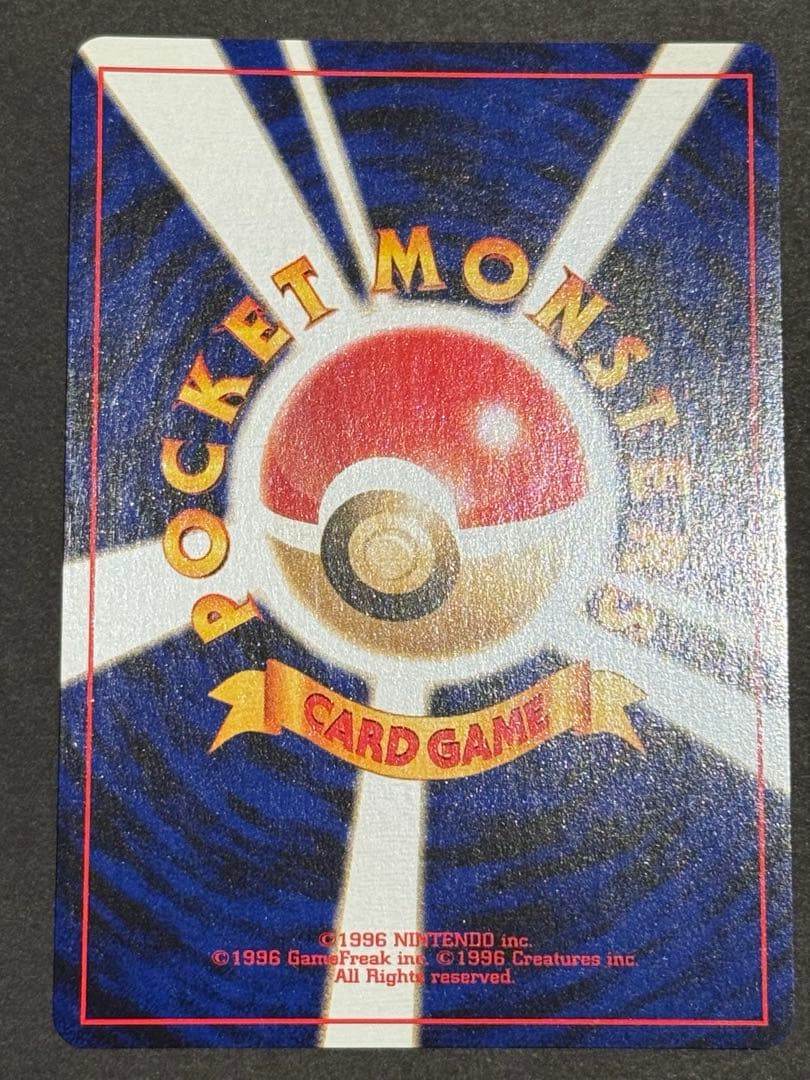 POCKET MONSTERS
CARD GAME
©1996 NINTENDO inc.
©1996 GameFreak inc. ©1996 Creatures inc.
All Rights reserved.